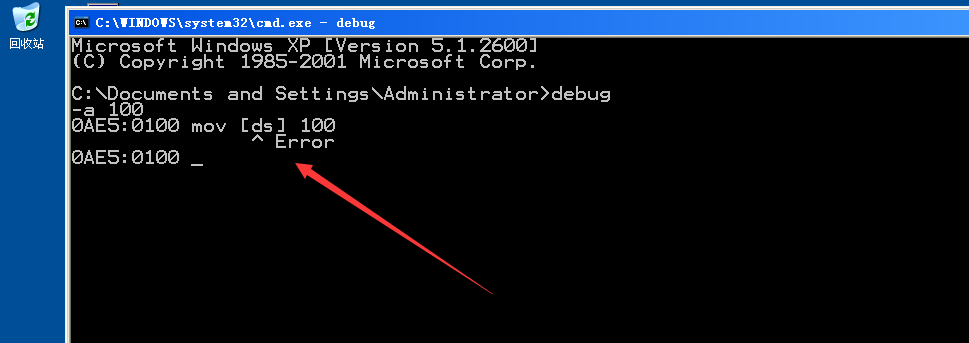 回收站
C:\WINDOWS\system32\cmd.exe - debug
Microsoft Windows XP [Version 5.1.2600]
(C) Copyright 1985-2001 Microsoft Corp.
C:\Documents and Settings\Administrator>debug
-a 100
0AE5:0100 mov [ds] 100
^ Error
0AE5:0100 _